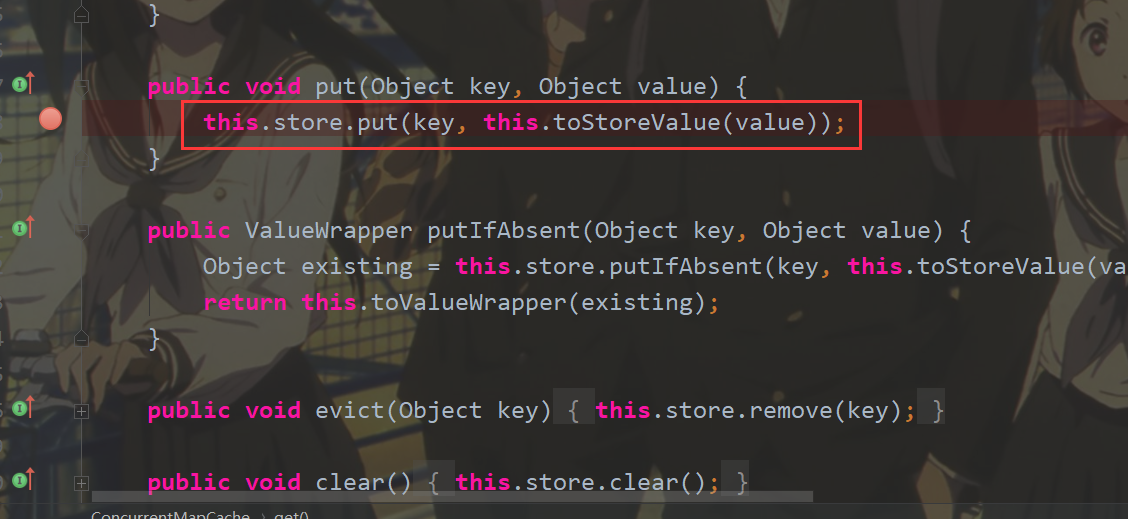 }
public void put(Object key, Object value) {
this.store.put(key, this.toStoreValue(value));
}
public ValueWrapper putIfAbsent(Object key, Object value) {
Object existing = this.store.putIfAbsent(key, this.toStoreValue(va
return this.toValueWrapper(existing);
}
public void evict(Object key) { this.store.remove(key); }
public void clear() { this.store.clear(); }
ConcurrentMapCache › get()